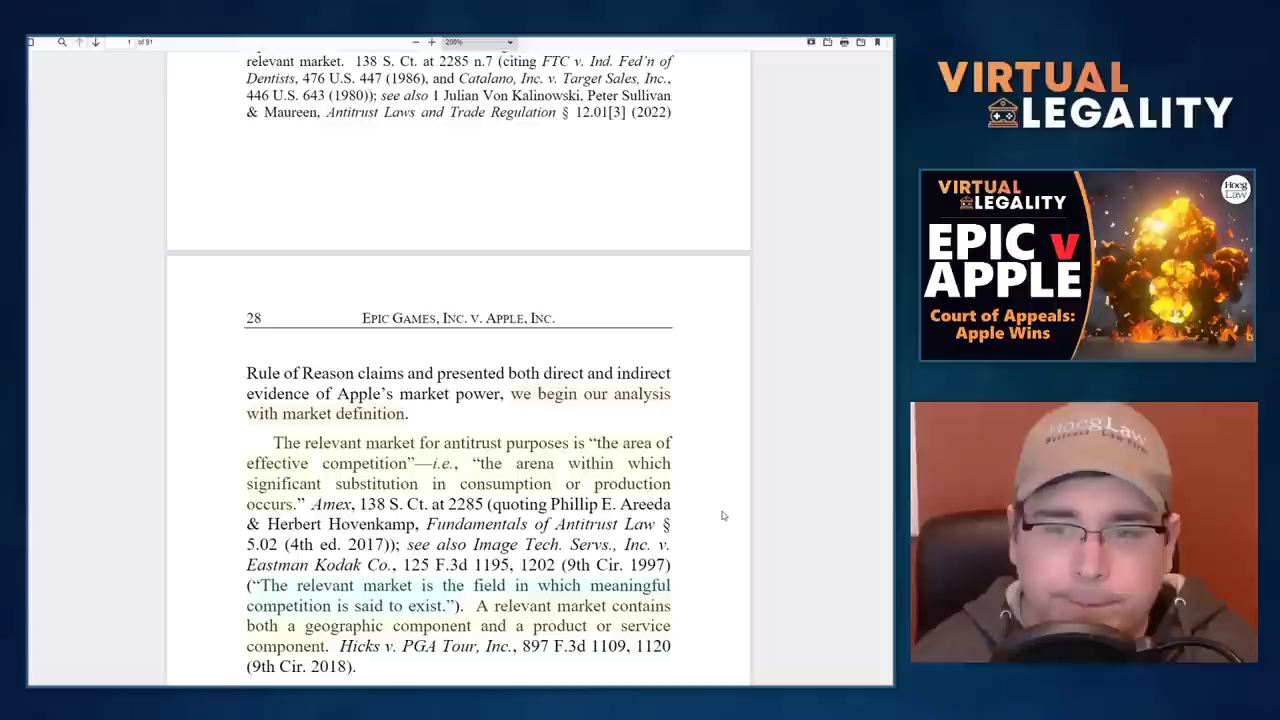 1 of 91
200%
relevant market. 138 S. Ct. at 2285 n.7 (citing FTC v. Ind. Fed’n of
Dentists, 476 U.S. 447 (1986), and Catalano, Inc. v. Target Sales, Inc.,
446 U.S. 643 (1980)); see also 1 Julian Von Kalinowski, Peter Sullivan
& Maureen, Antitrust Laws and Trade Regulation § 12.01[3] (2022)
28 EPIC GAMES, INC. V. APPLE, INC.
Rule of Reason claims and presented both direct and indirect
evidence of Apple’s market power, we begin our analysis
with market definition.
The relevant market for antitrust purposes is “the area of
effective competition”—i.e., “the arena within which
significant substitution in consumption or production
occurs.” Amex, 138 S. Ct. at 2285 (quoting Phillip E. Areeda
& Herbert Hovenkamp, Fundamentals of Antitrust Law §
5.02 (4th ed. 2017)); see also Image Tech. Servs., Inc. v.
Eastman Kodak Co., 125 F.3d 1195, 1202 (9th Cir. 1997)
(“The relevant market is the field in which meaningful
competition is said to exist.”). A relevant market contains
both a geographic component and a product or service
component. Hicks v. PGA Tour, Inc., 897 F.3d 1109, 1120
(9th Cir. 2018).
VIRTUAL
LEGALITY
VIRTUAL
LEGALITY
Hoeg
Law
EPIC v
APPLE
Court of Appeals:
Apple Wins
Hoeg Law